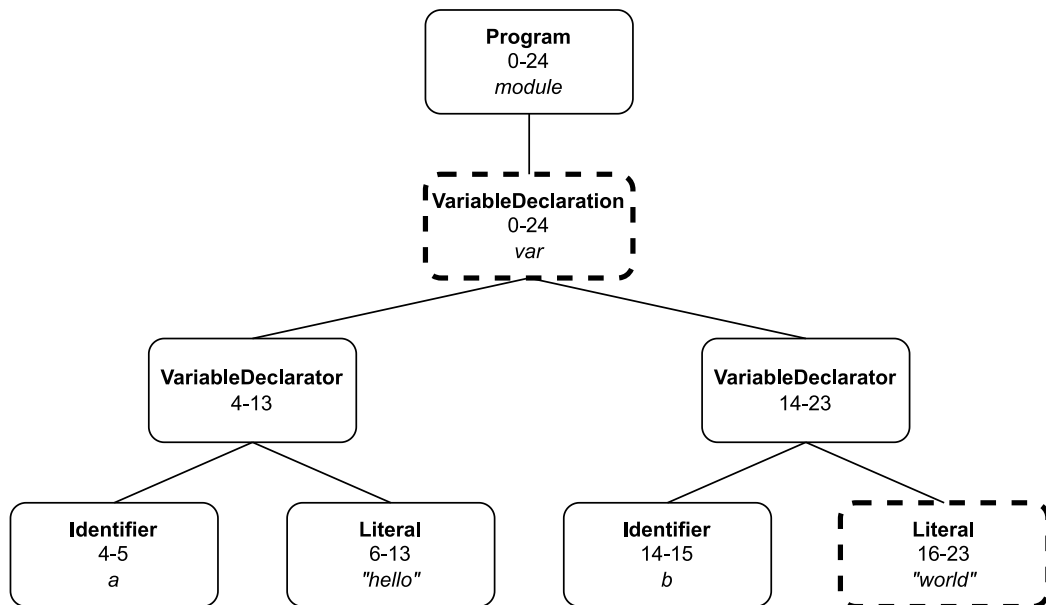 Program
0-24
module
VariableDeclaration
0-24
var
VariableDeclarator
4-13
VariableDeclarator
14-23
Identifier
4-5
a
Literal
6-13
"hello"
Identifier
14-15
b
Literal
16-23
"world"